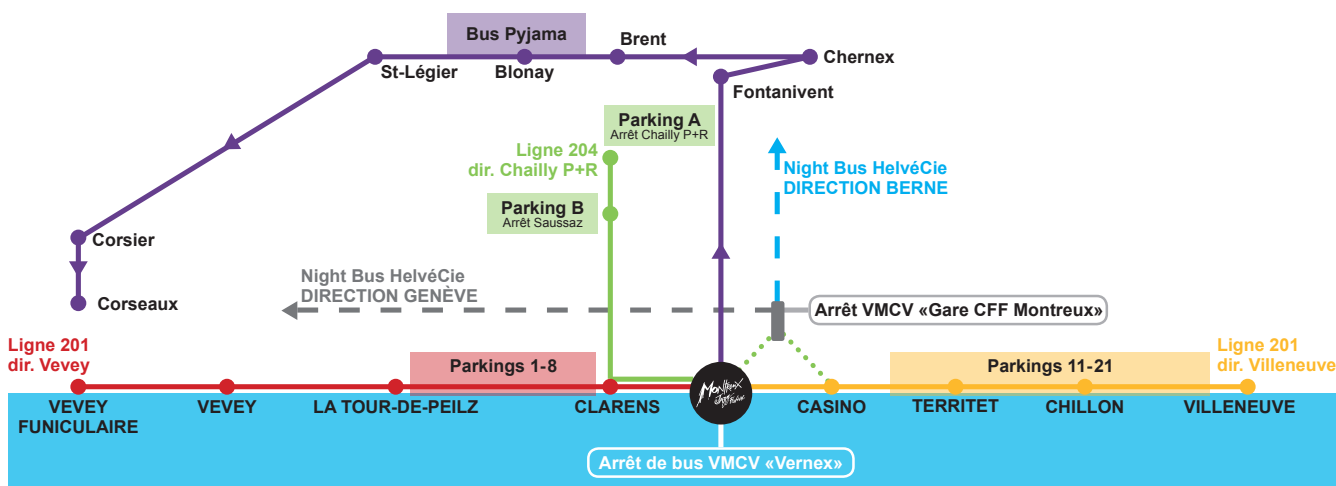 Bus Pyjama
Brent
Chernex
St-Légier
Blonay
Fontanivent
Parking A
Arrêt Chailly P+R
Ligne 204
dir. Chailly P+R
Night Bus HelvéCie
DIRECTION BERNE
Parking B
Arrêt Saussaz
Corsier
Night Bus HelvéCie
DIRECTION GENÈVE
Corseaux
Arrêt VMCV «Gare CFF Montreux»
Ligne 201
dir. Vevey
Parkings 1-8
Parkings 11-21
Ligne 201
dir. Villeneuve
Montreux
Jazz Festival
VEVEY
FUNICULAIRE
VEVEY
LA TOUR-DE-PEILZ
CLARENS
CASINO
TERRITET
CHILLON
VILLENEUVE
Arrêt de bus VMCV «Vernex»